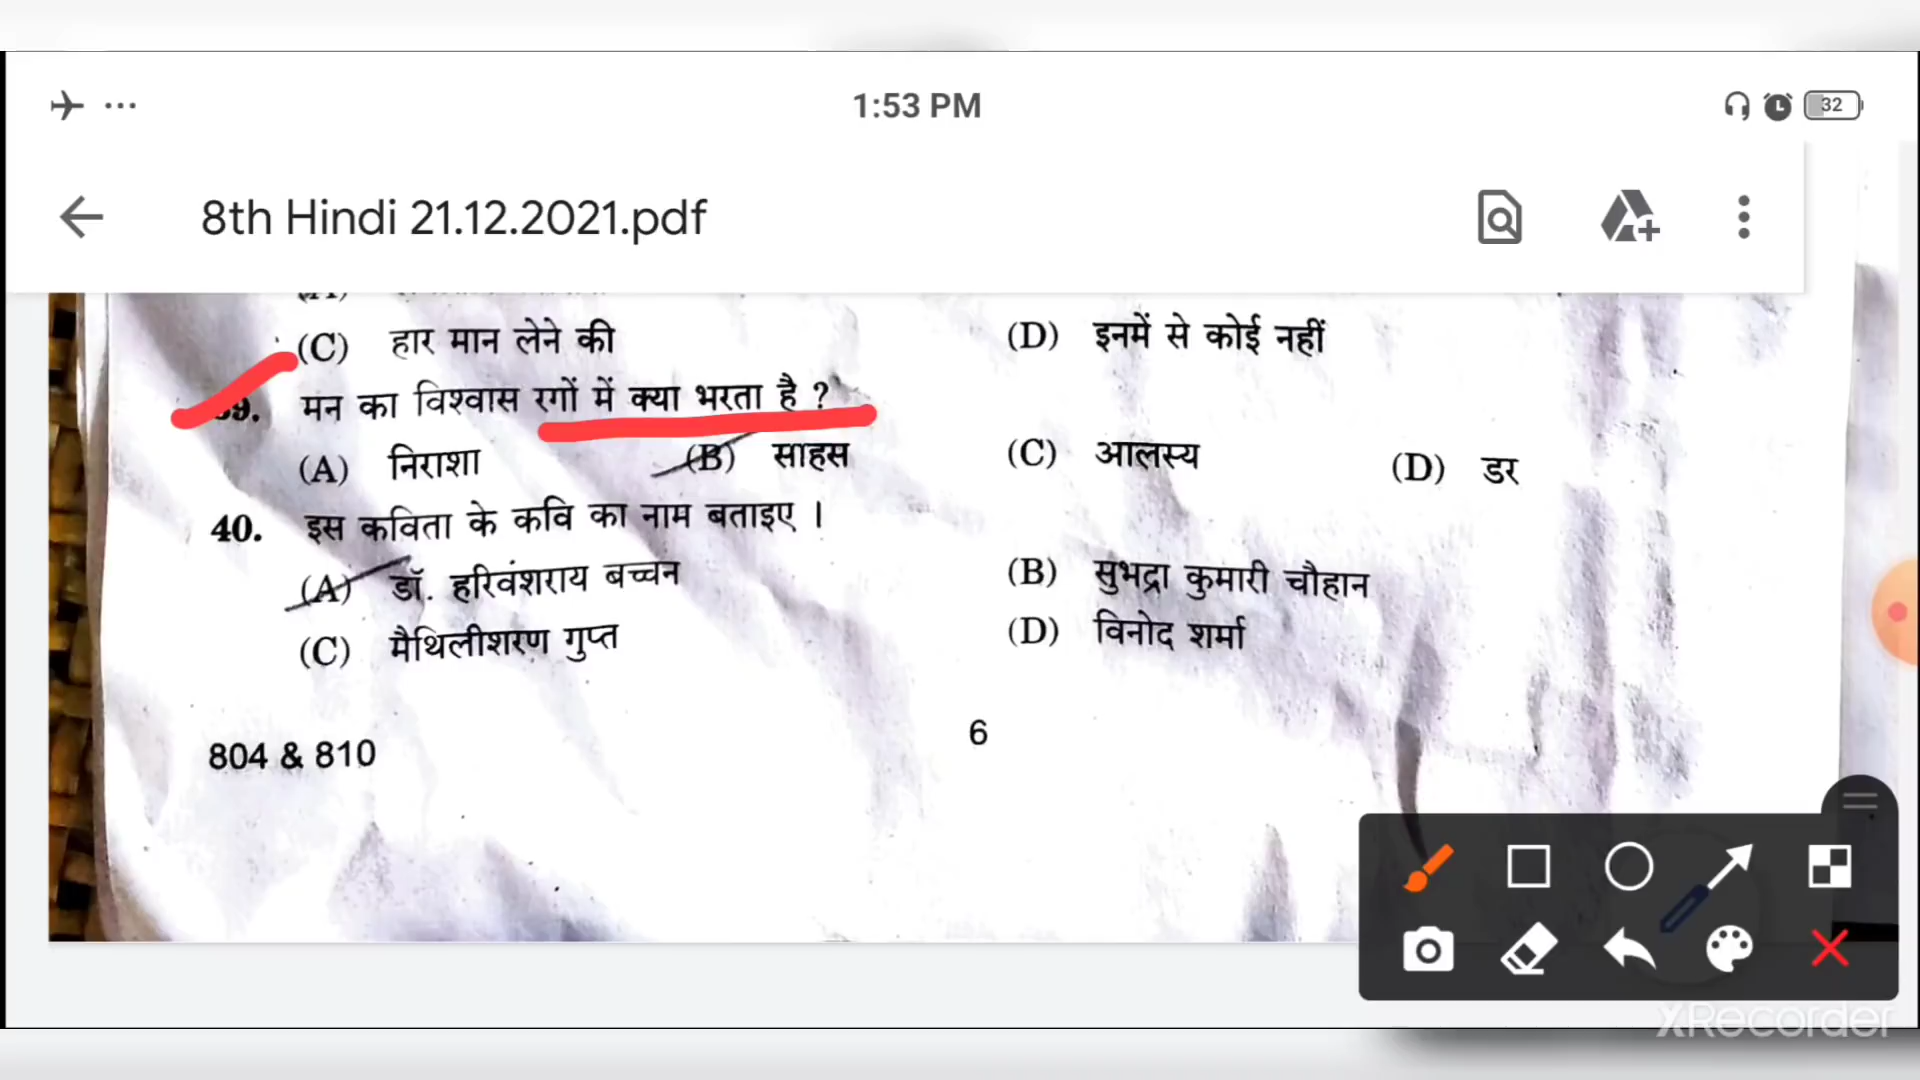 1:53 PM
32
8th Hindi 21.12.2021.pdf
(C) हार मान लेने की (D) इनमें से कोई नहीं
39. मन का विश्वास रगों में क्या भरता है ?
(A) निराशा (B) साहस (C) आलस्य (D) डर
40. इस कविता के कवि का नाम बताइए ।
(A) डॉ. हरिवंशराय बच्चन (B) सुभद्रा कुमारी चौहान
(C) मैथिलीशरण गुप्त (D) विनोद शर्मा
804 & 810
6
XRecorder